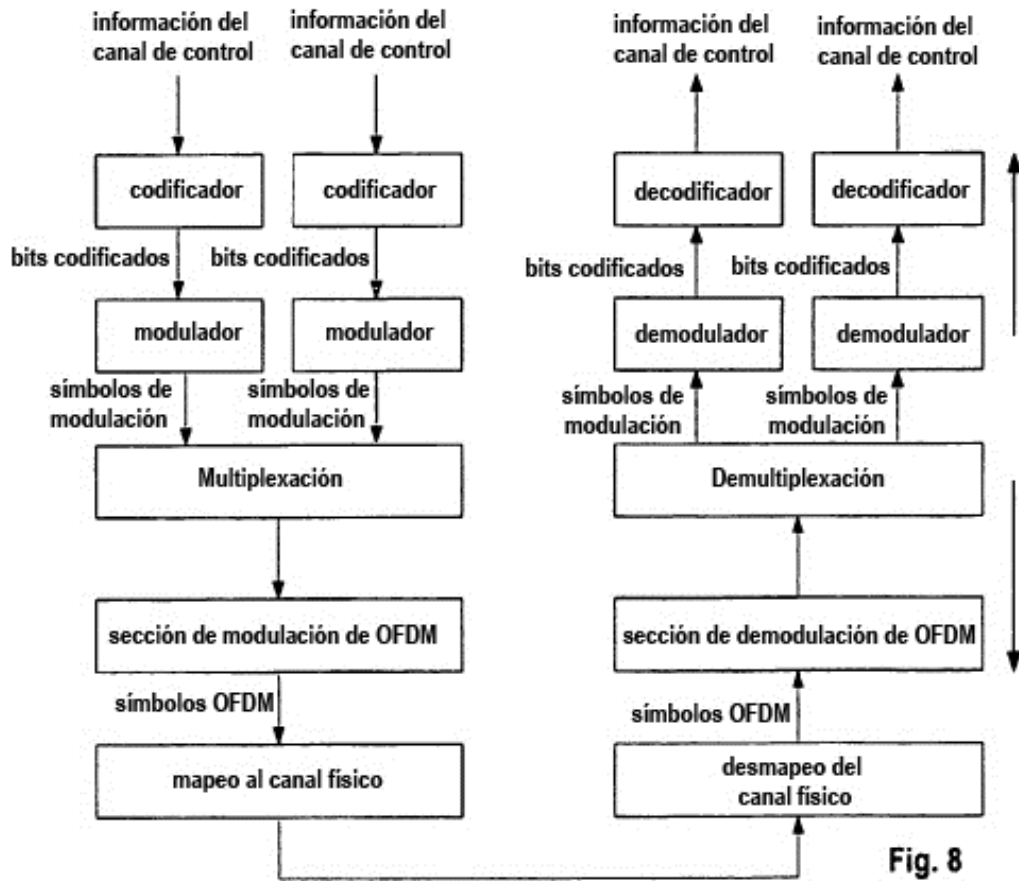 información del
canal de control
información del
canal de control
información del
canal de control
información del
canal de control
codificador
codificador
decodificador
decodificador
bits codificados
bits codificados
bits codificados
bits codificados
modulador
modulador
demodulador
demodulador
símbolos de
modulación
símbolos de
modulación
símbolos de
modulación
símbolos de
modulación
Multiplexación
Demultiplexación
sección de modulación de OFDM
sección de demodulación de OFDM
símbolos OFDM
símbolos OFDM
mapeo al canal físico
desmapeo del
canal físico
Fig. 8